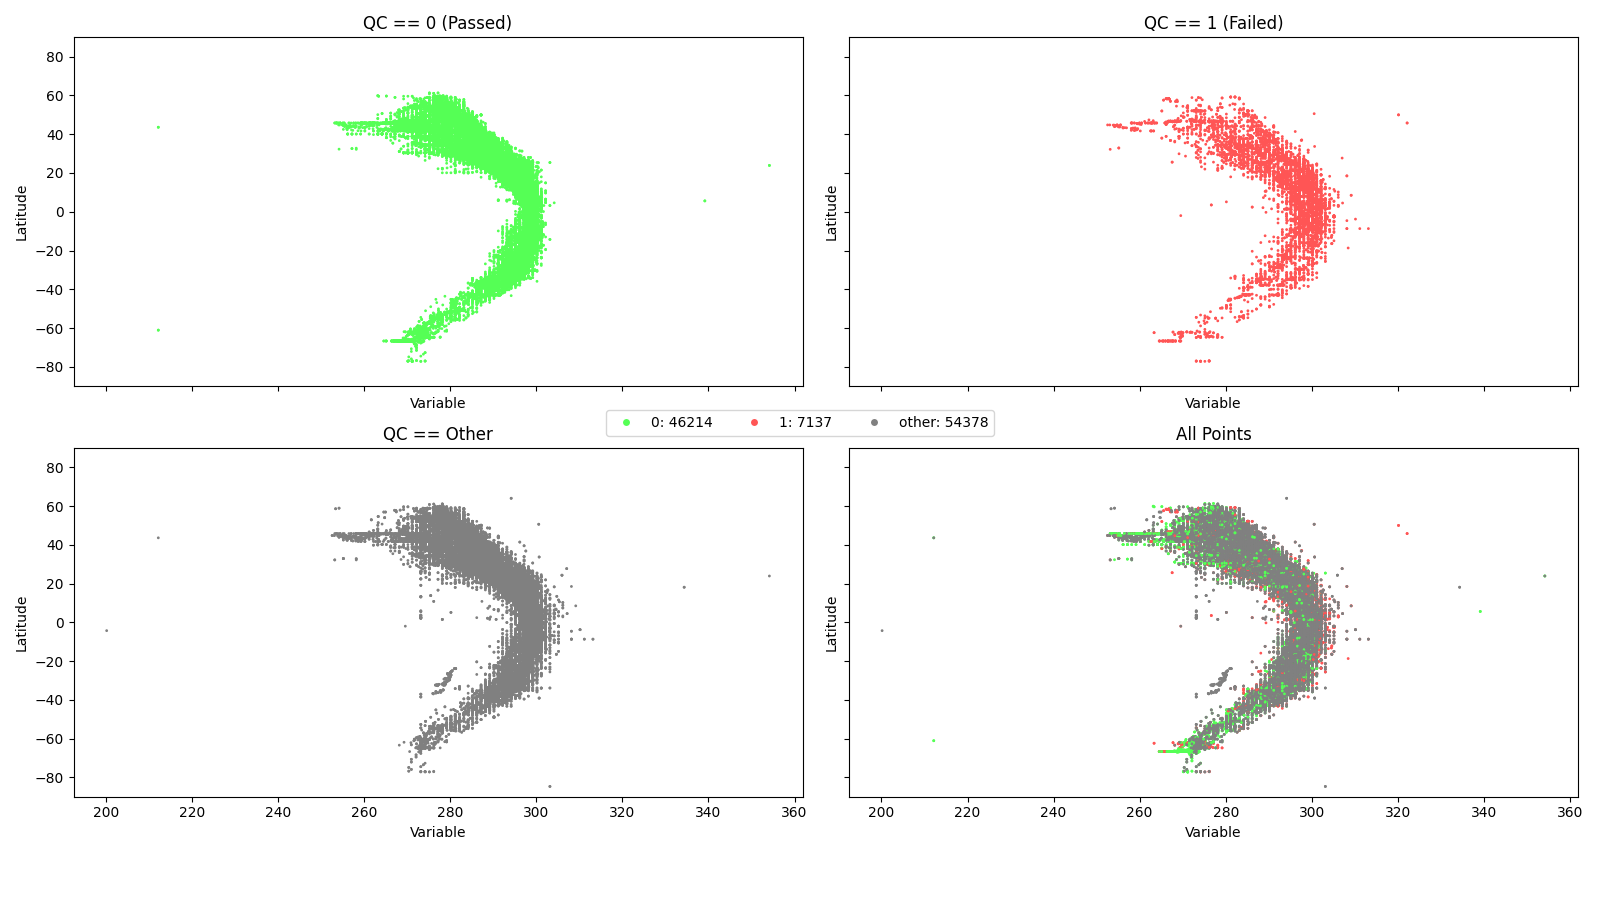 QC == 0 (Passed)
QC == 1 (Failed)
80
60
40
20
0
−20
−40
−60
−80
Latitude
Latitude
Variable
Variable
0: 46214 1: 7137 other: 54378
QC == Other
All Points
80
60
40
20
0
−20
−40
−60
−80
Latitude
Latitude
200 220 240 260 280 300 320 340 360
200 220 240 260 280 300 320 340 360
Variable
Variable